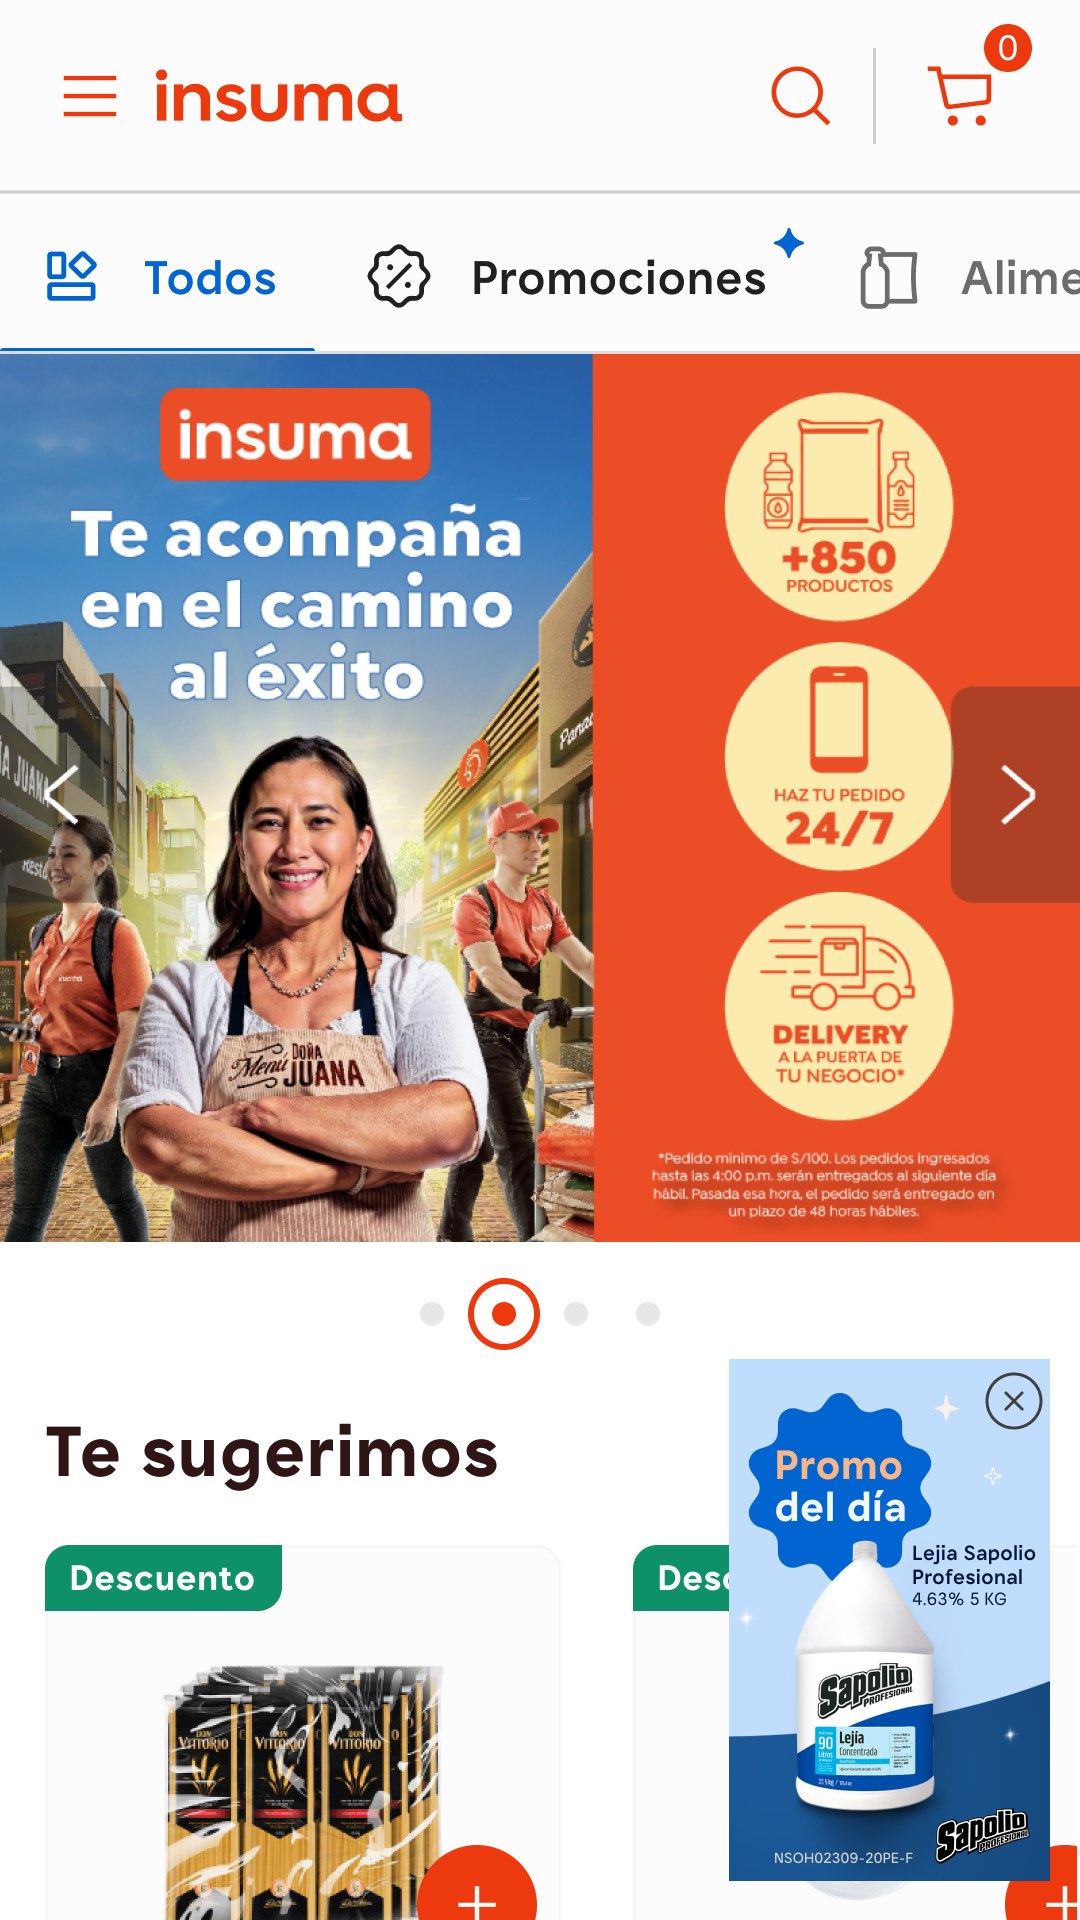 insuma
0
Todos
Promociones
Alime
insuma
Te acompaña
en el camino
al éxito
+850
PRODUCTOS
HAZ TU PEDIDO
24/7
DELIVERY
A LA PUERTA DE
TU NEGOCIO*
*Pedido mínimo de S/100. Los pedidos ingresados
hasta las 4:00 p.m. serán entregados al siguiente día
hábil. Pasada esa hora, el pedido será entregado en
un plazo de 48 horas hábiles.
Menú DOÑA
JUANA
Te sugerimos
Descuento
Desc
Promo
del día
Lejia Sapolio
Profesional
4.63% 5 KG
Sapolio
PROFESIONAL
90
Litros
Lejía
Concentrada
5kg
Sapolio
PROFESIONAL
NSOH02309-20PE-F
DON
VITTORIO
DON
VITTORIO
DON
VITTORIO